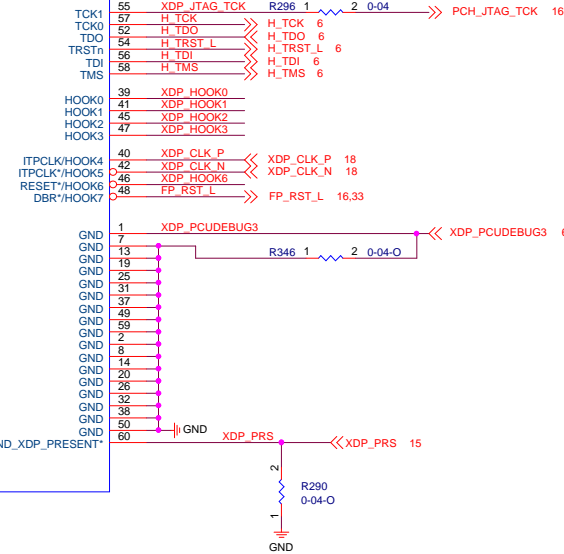 TCK1 55 XDP_JTAG_TCK R296 1 2 0-04 PCH_JTAG_TCK 16
TCK0 57 H_TCK H_TCK 6
TDO 52 H_TDO H_TDO 6
TRSTn 54 H_TRST_L H_TRST_L 6
TDI 56 H_TDI H_TDI 6
TMS 58 H_TMS H_TMS 6
HOOK0 39 XDP_HOOK0
HOOK1 41 XDP_HOOK1
HOOK2 45 XDP_HOOK2
HOOK3 47 XDP_HOOK3
ITPCLK/HOOK4 40 XDP_CLK_P XDP_CLK_P 18
ITPCLK*/HOOK5 42 XDP_CLK_N XDP_CLK_N 18
RESET*/HOOK6 46 XDP_HOOK6
DBR*/HOOK7 48 FP_RST_L FP_RST_L 16,33
GND 1 XDP_PCUDEBUG3 XDP_PCUDEBUG3 6
GND 7
GND 13 R346 1 2 0-04-O
GND 19
GND 25
GND 31
GND 37
GND 49
GND 59
GND 2
GND 8
GND 14
GND 20
GND 26
GND 32
GND 38
GND 50 GND
ND_XDP_PRESENT* 60 XDP_PRS XDP_PRS 15
2
R290
0-04-O
1
GND